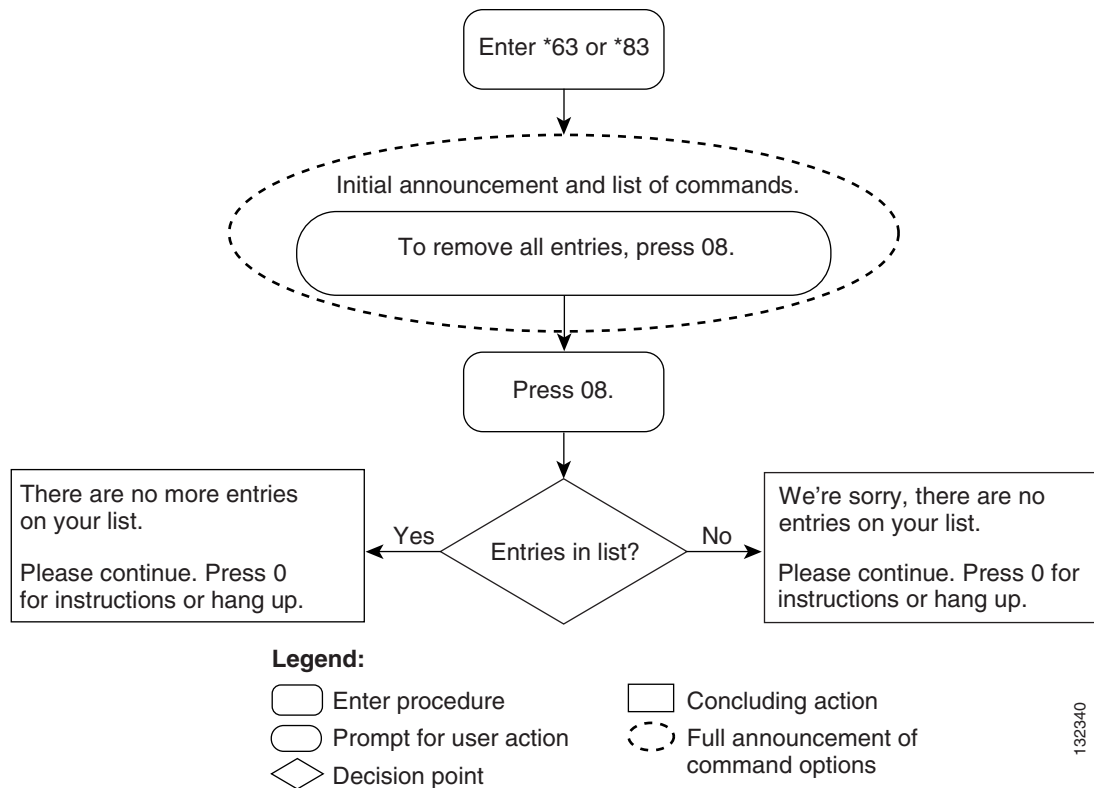 Enter *63 or *83
Initial announcement and list of commands.
To remove all entries, press 08.
Press 08.
There are no more entries
on your list.
Please continue. Press 0
for instructions or hang up.
Yes
Entries in list?
No
We're sorry, there are no
entries on your list.
Please continue. Press 0 for
instructions or hang up.
Legend:
Enter procedure
Prompt for user action
Decision point
Concluding action
Full announcement of
command options
132340